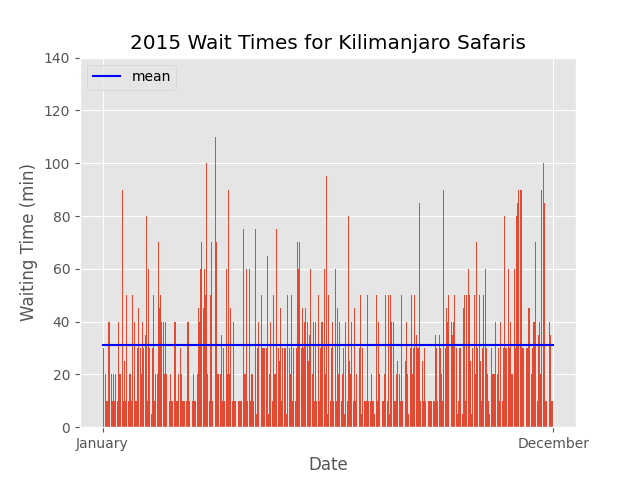 2015 Wait Times for Kilimanjaro Safaris
mean
Waiting Time (min)
140
120
100
80
60
40
20
0
January
December
Date